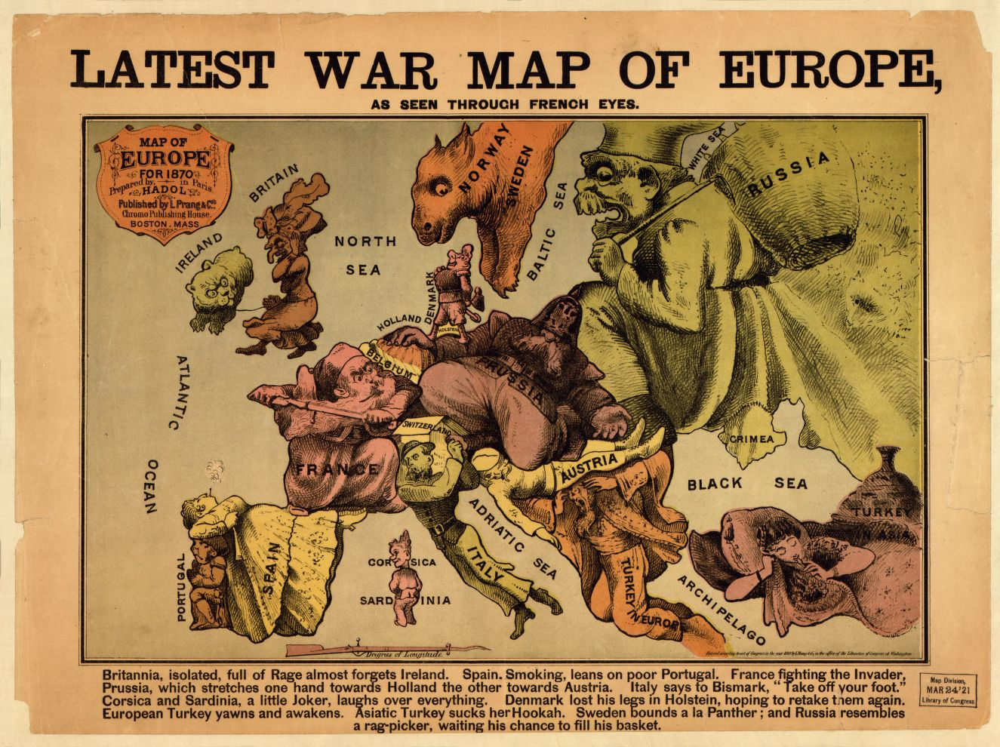 LATEST WAR MAP OF EUROPE,
AS SEEN THROUGH FRENCH EYES.
MAP OF
EUROPE
FOR 1870
Prepared by in Paris.
HADOL
Published by L. Prang & Co's
Chromo Publishing House
BOSTON. MASS
BRITAIN
IRELAND
NORTH
SEA
NORWAY
SWEDEN
BALTIC SEA
WHITE SEA
RUSSIA
DENMARK
HOLLAND
HOLSTEIN
BELGIUM
PRUSSIA
ATLANTIC
OCEAN
SWITZERLAND
FRANCE
AUSTRIA
CRIMEA
BLACK SEA
TURKEY
IN ASIA
ADRIATIC SEA
ITALY
SPAIN
PORTUGAL
CORSICA
SARDINIA
TURKEY IN EUROPE
ARCHIPELAGO
Degrees of Longitude.
Britannia, isolated, full of Rage almost forgets Ireland. Spain. Smoking, leans on poor Portugal. France fighting the Invader,
Prussia, which stretches one hand towards Holland the other towards Austria. Italy says to Bismark, "Take off your foot."
Corsica and Sardinia, a little Joker, laughs over everything. Denmark lost his legs in Holstein, hoping to retake them again.
European Turkey yawns and awakens. Asiatic Turkey sucks her Hookah. Sweden bounds a la Panther; and Russia resembles
a rag-picker, waiting his chance to fill his basket.
Map Division,
MAR 24 '21
Library of Congress